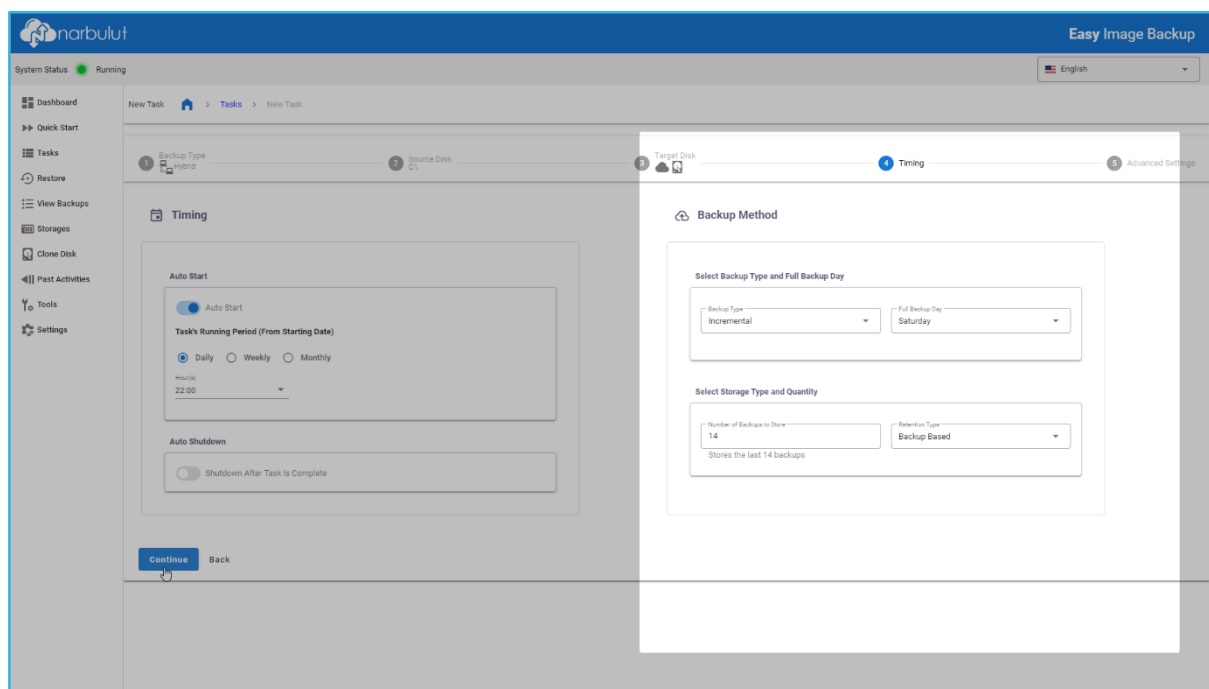 narbulut
Easy Image Backup
System Status Running
English
Dashboard
Quick Start
Tasks
Restore
View Backups
Storages
Clone Disk
Past Activities
Tools
Settings
New Task > Tasks > New Task
1 Backup Type
Hybrid
2 Source Disk
C:\
3 Target Disk
4 Timing
5 Advanced Settings
Timing
Auto Start
Auto Start
Task's Running Period (From Starting Date)
Daily Weekly Monthly
Hour(s)
22:00
Auto Shutdown
Shutdown After Task Is Complete
Backup Method
Select Backup Type and Full Backup Day
Backup Type
Incremental
Full Backup Day
Saturday
Select Storage Type and Quantity
Number of Backups to Store
14
Stores the last 14 backups
Retention Type
Backup Based
Continue Back